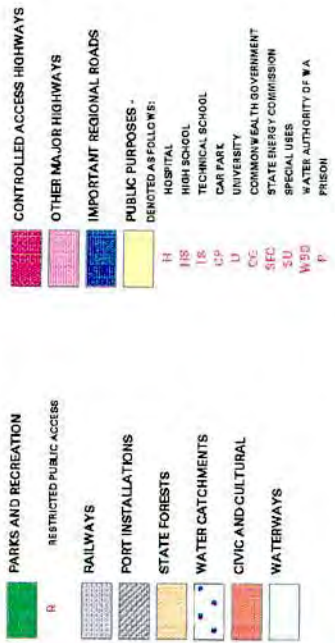 PARKS AND RECREATION
R RESTRICTED PUBLIC ACCESS
RAILWAYS
PORT INSTALLATIONS
STATE FORESTS
WATER CATCHMENTS
CIVIC AND CULTURAL
WATERWAYS
CONTROLLED ACCESS HIGHWAYS
OTHER MAJOR HIGHWAYS
IMPORTANT REGIONAL ROADS
PUBLIC PURPOSES -
DENOTED AS FOLLOWS:
H HOSPITAL
HS HIGH SCHOOL
TS TECHNICAL SCHOOL
CP CAR PARK
U UNIVERSITY
CG COMMONWEALTH GOVERNMENT
SEC STATE ENERGY COMMISSION
SU SPECIAL USES
WSD WATER AUTHORITY OF WA
P PRISON